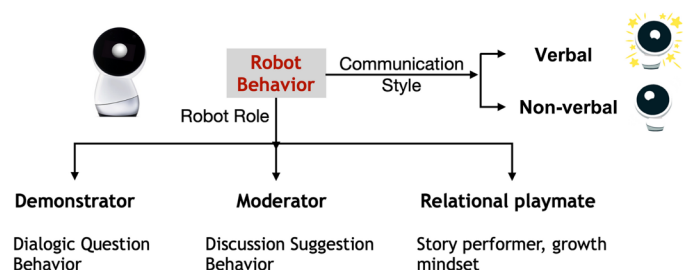 Robot
Behavior
Communication
Style
Verbal
Non-verbal
Robot Role
Demonstrator
Moderator
Relational playmate
Dialogic Question
Behavior
Discussion Suggestion
Behavior
Story performer, growth
mindset